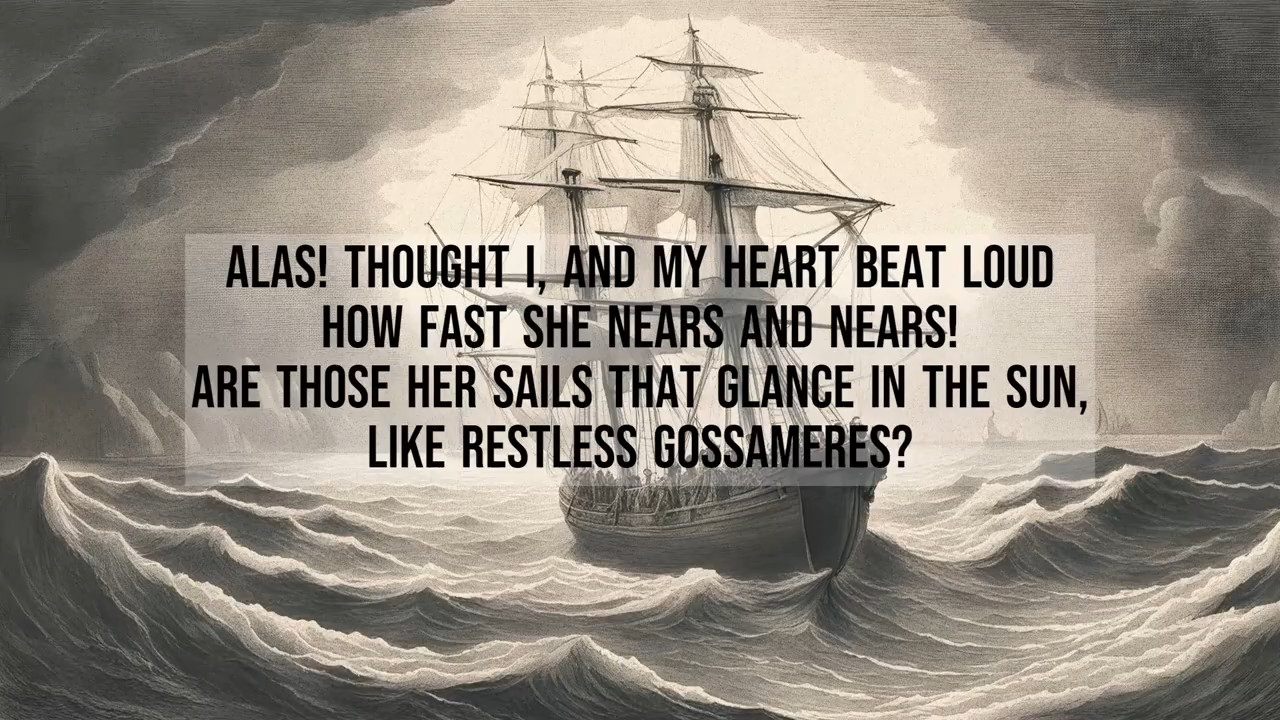 ALAS! THOUGHT I, AND MY HEART BEAT LOUD
HOW FAST SHE NEARS AND NEARS!
ARE THOSE HER SAILS THAT GLANCE IN THE SUN,
LIKE RESTLESS GOSSAMERES?